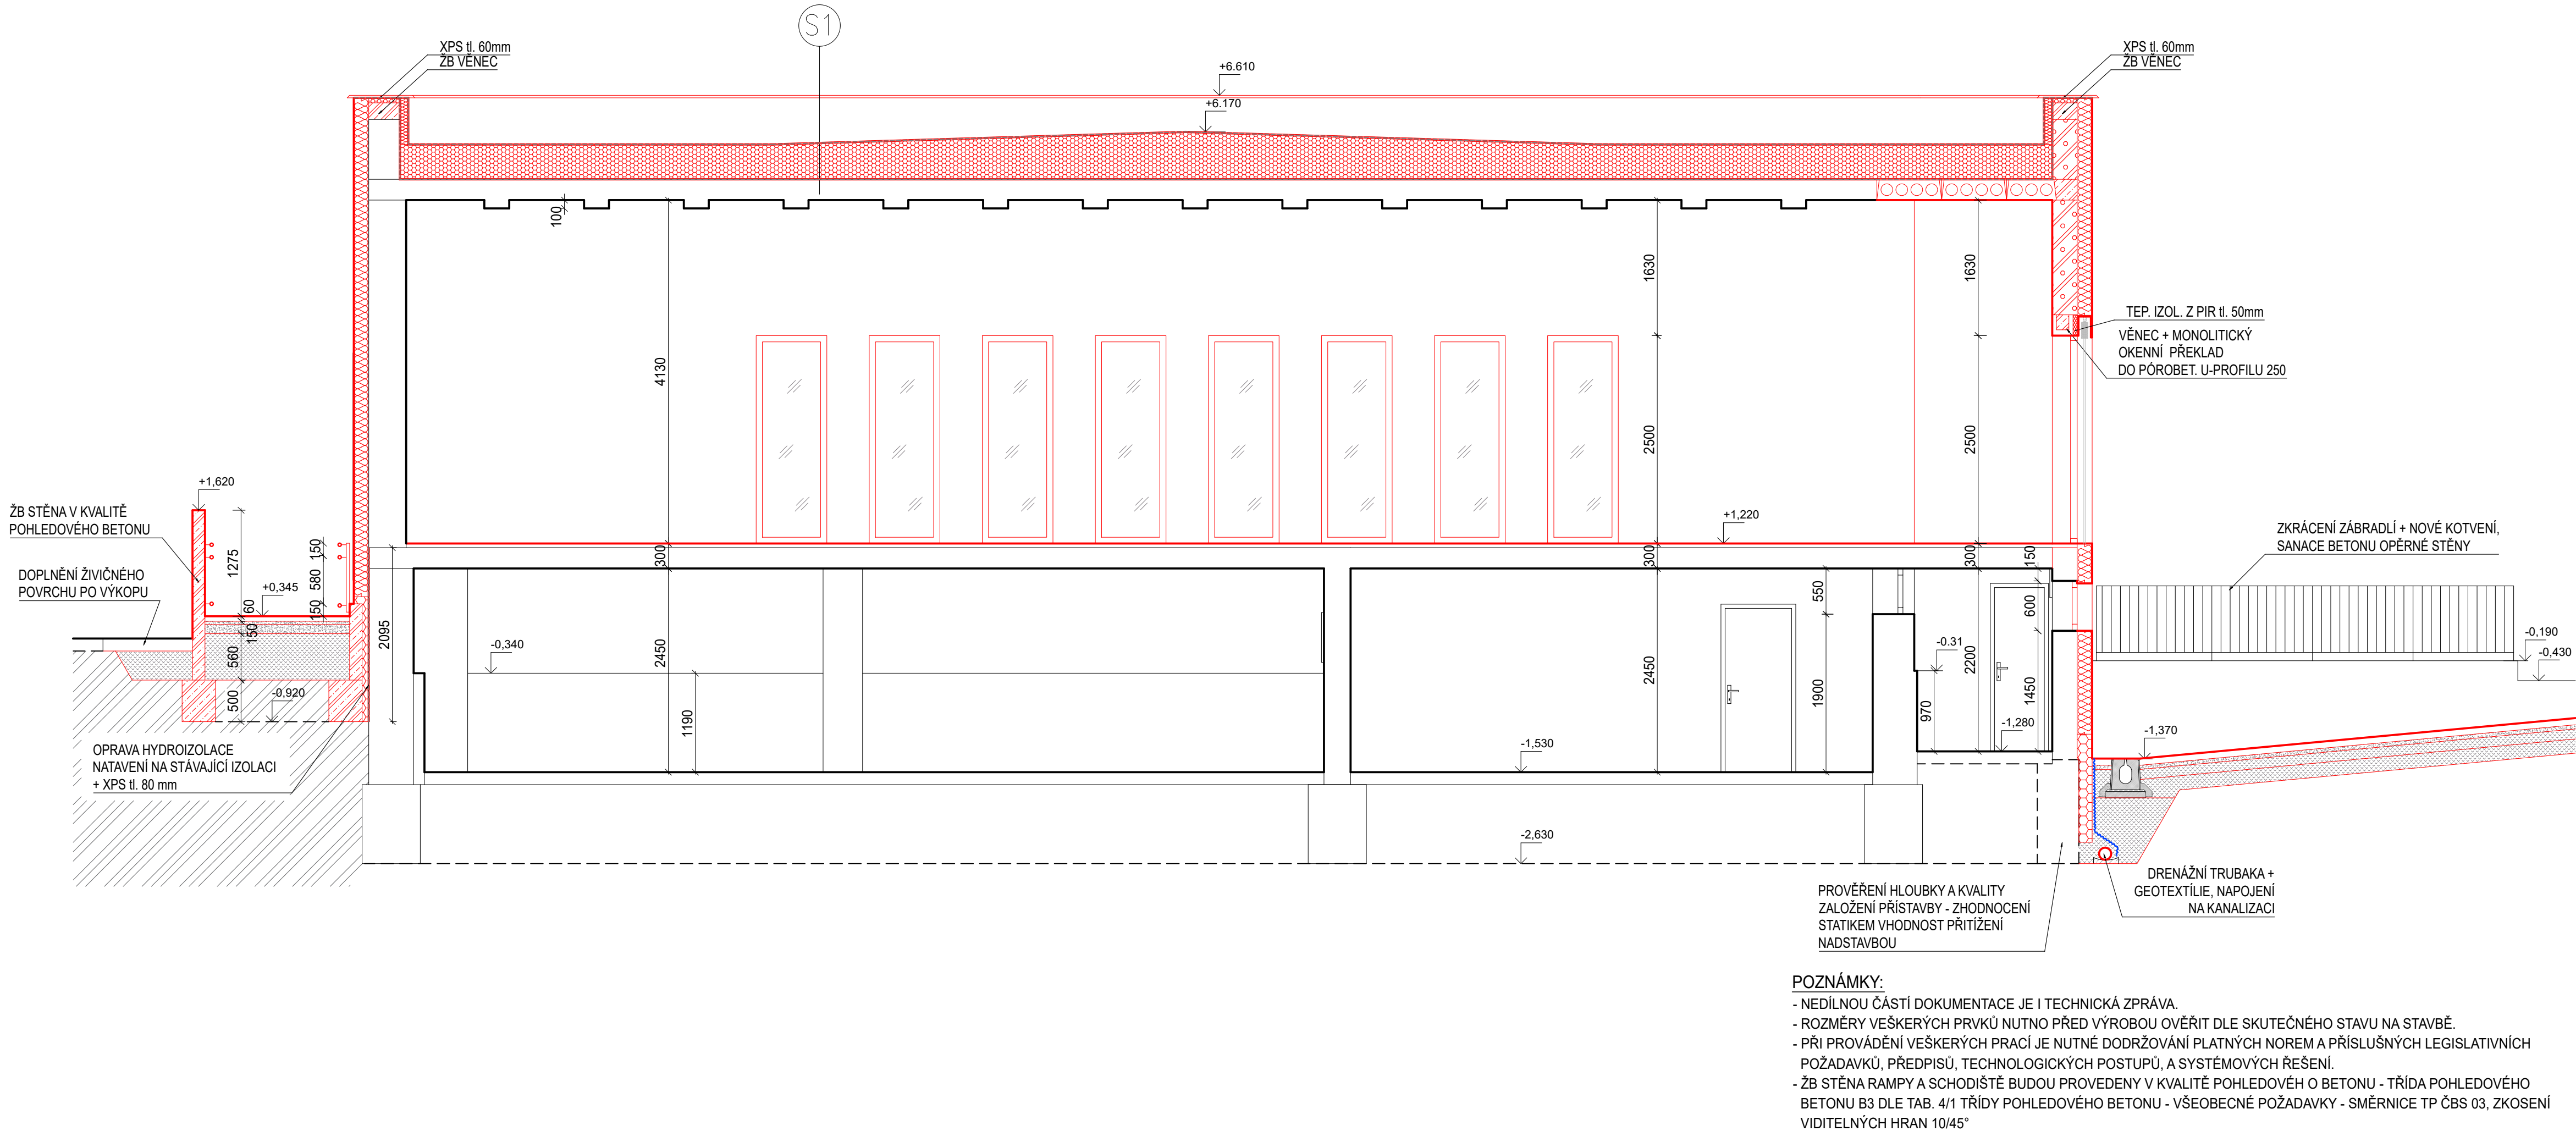 S1
XPS tl. 60mm
ŽB VĚNEC
XPS tl. 60mm
ŽB VĚNEC
+6.610
+6.170
100
4130
1630
2500
1630
2500
TEP. IZOL. Z PIR tl. 50mm
VĚNEC + MONOLITICKÝ
OKENNÍ PŘEKLAD
DO PÓROBET. U-PROFILU 250
+1,620
ŽB STĚNA V KVALITĚ
POHLEDOVÉHO BETONU
DOPLNĚNÍ ŽIVIČNÉHO
POVRCHU PO VÝKOPU
1275
+0,345
60
150
560
500
150
580
150
-0,920
2095
OPRAVA HYDROIZOLACE
NATAVENÍ NA STÁVAJÍCÍ IZOLACI
+ XPS tl. 80 mm
300
2450
-0,340
1190
+1,220
300
2450
-1,530
-2,630
550
1900
-0.31
970
300
2200
-1,280
150
600
1450
ZKRÁCENÍ ZÁBRADLÍ + NOVÉ KOTVENÍ,
SANACE BETONU OPĚRNÉ STĚNY
-0,190
-0,430
-1,370
PROVĚŘENÍ HLOUBKY A KVALITY
ZALOŽENÍ PŘÍSTAVBY - ZHODNOCENÍ
STATIKEM VHODNOST PŘITÍŽENÍ
NADSTAVBOU
DRENÁŽNÍ TRUBAKA +
GEOTEXTÍLIE, NAPOJENÍ
NA KANALIZACI
POZNÁMKY:
- NEDÍLNOU ČÁSTÍ DOKUMENTACE JE I TECHNICKÁ ZPRÁVA.
- ROZMĚRY VEŠKERÝCH PRVKŮ NUTNO PŘED VÝROBOU OVĚŘIT DLE SKUTEČNÉHO STAVU NA STAVBĚ.
- PŘI PROVÁDĚNÍ VEŠKERÝCH PRACÍ JE NUTNÉ DODRŽOVÁNÍ PLATNÝCH NOREM A PŘÍSLUŠNÝCH LEGISLATIVNÍCH
POŽADAVKŮ, PŘEDPISŮ, TECHNOLOGICKÝCH POSTUPŮ, A SYSTÉMOVÝCH ŘEŠENÍ.
- ŽB STĚNA RAMPY A SCHODIŠTĚ BUDOU PROVEDENY V KVALITĚ POHLEDOVÉH O BETONU - TŘÍDA POHLEDOVÉHO
BETONU B3 DLE TAB. 4/1 TŘÍDY POHLEDOVÉHO BETONU - VŠEOBECNÉ POŽADAVKY - SMĚRNICE TP ČBS 03, ZKOSENÍ
VIDITELNÝCH HRAN 10/45°